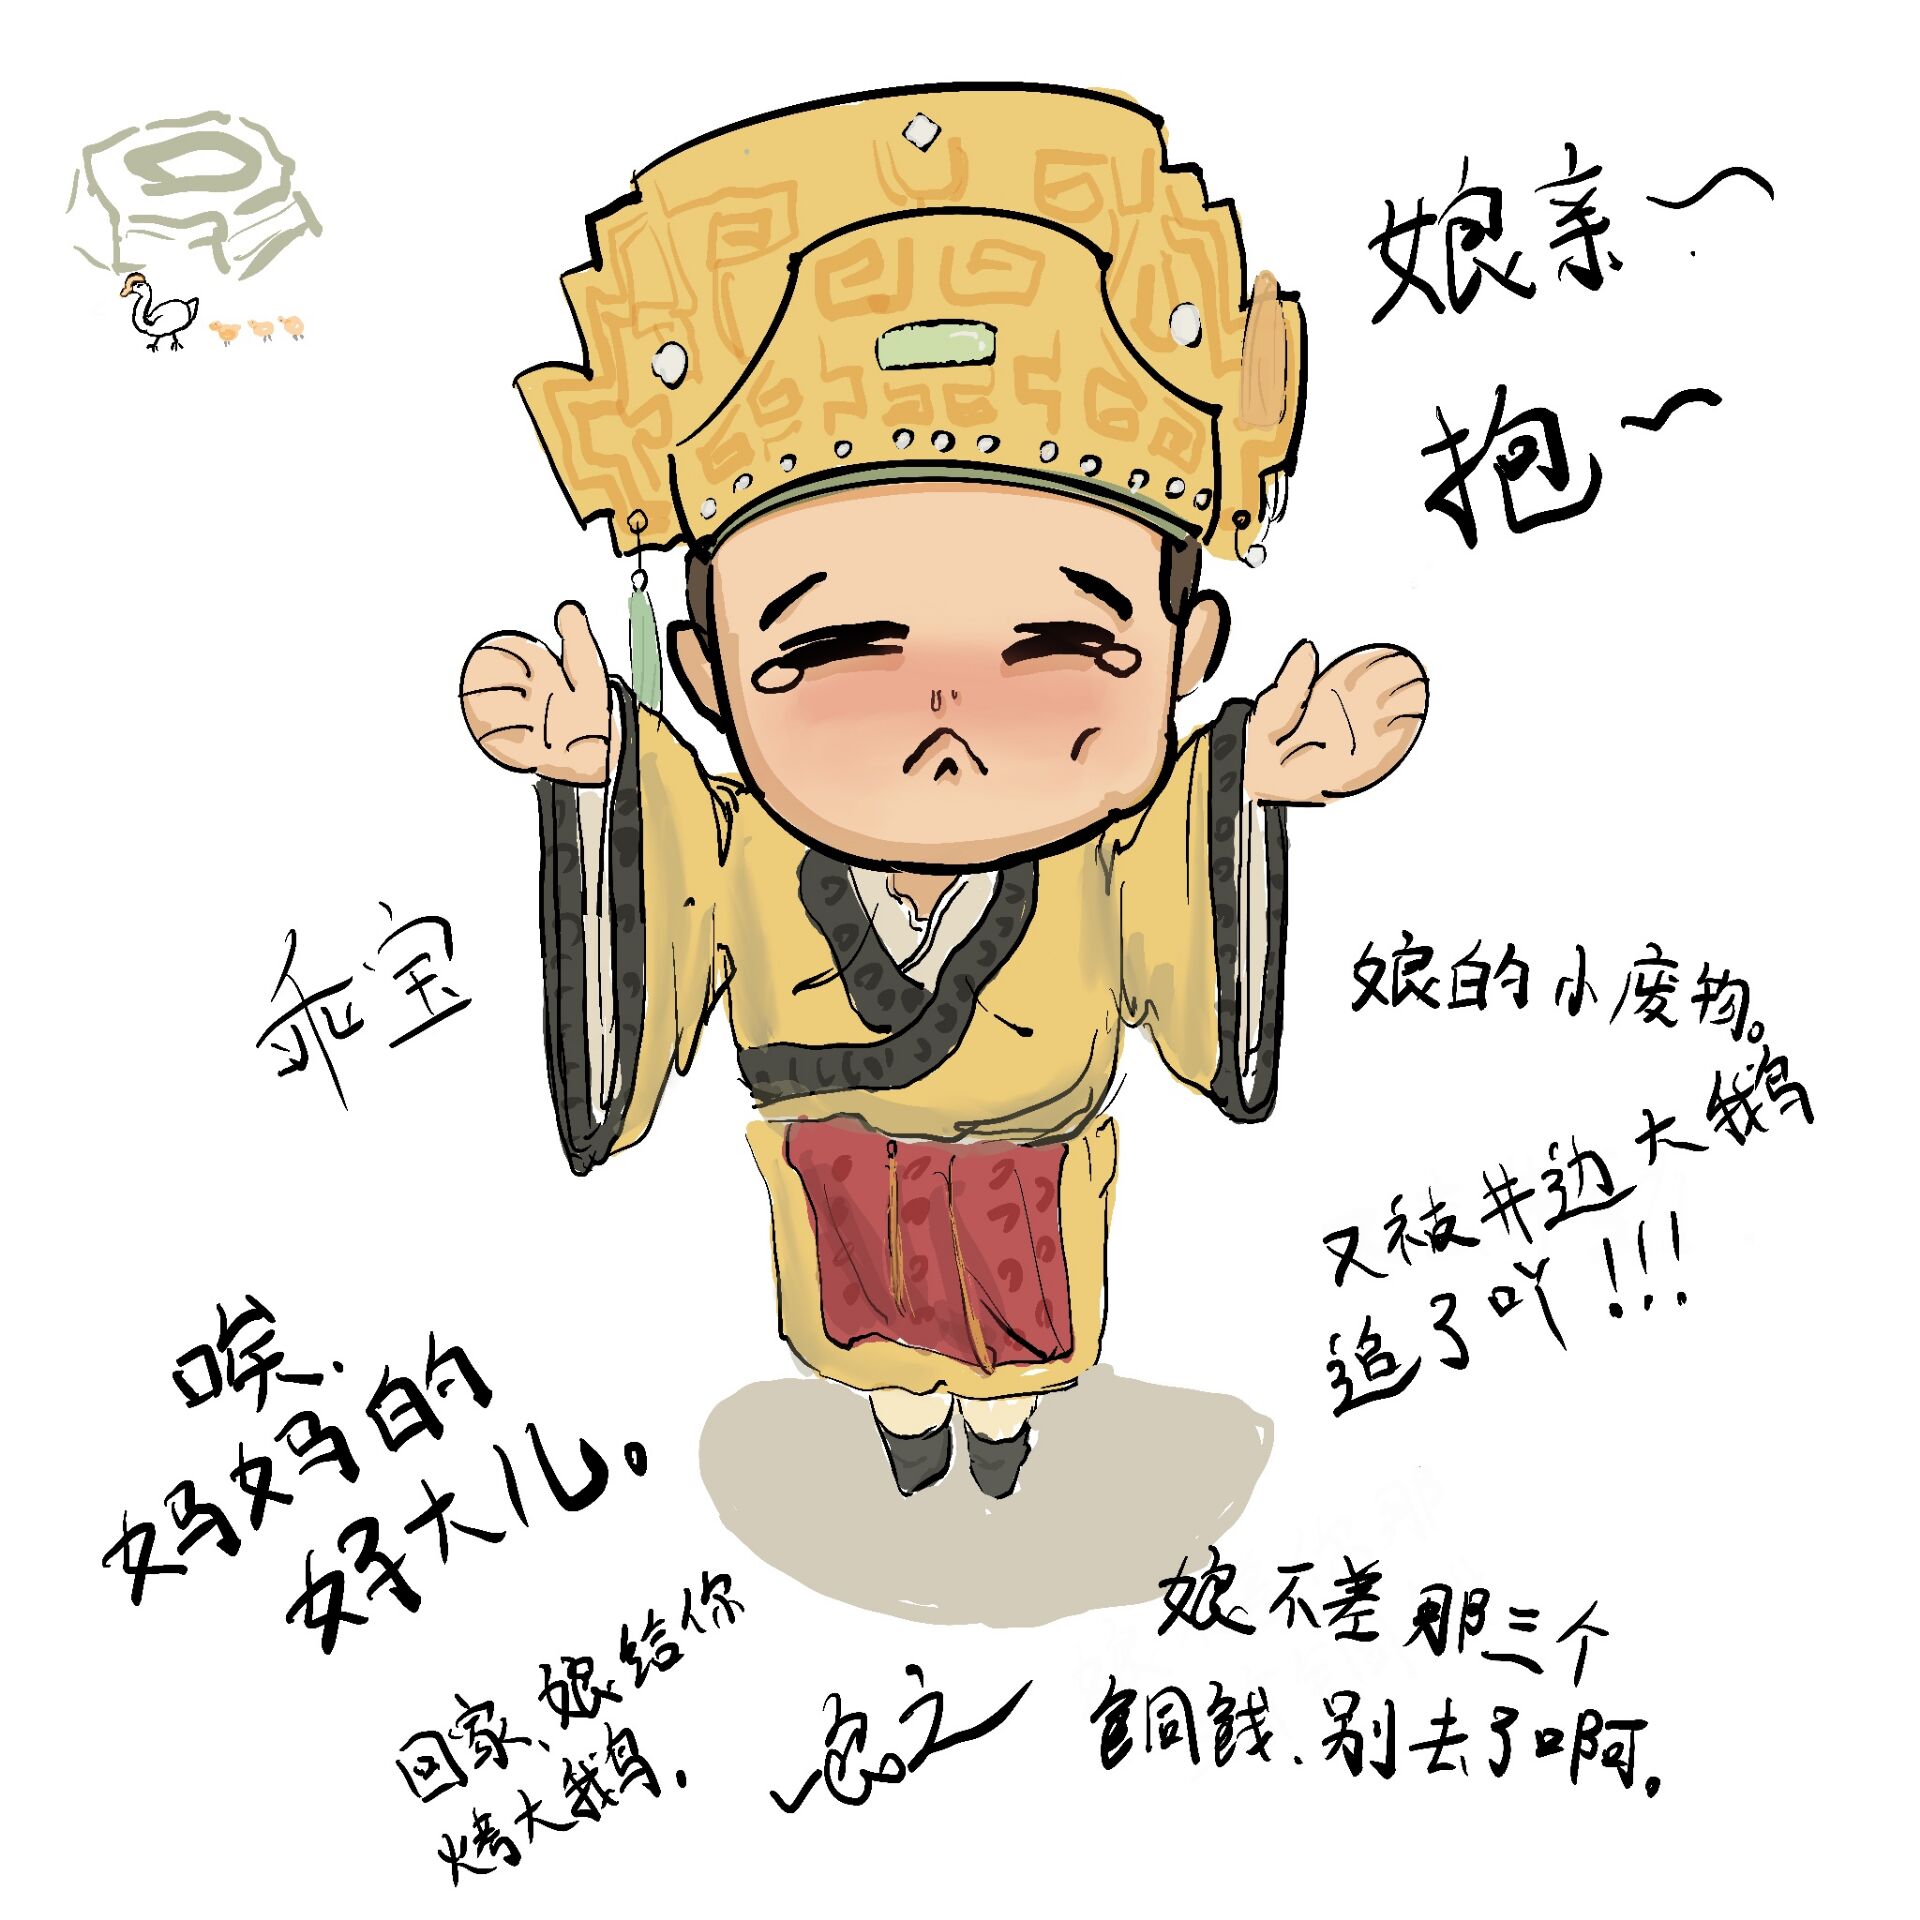 娘亲~
抱~
乖宝
娘的小废物。
又被井边大鹅
追了吖!!!
唉.
妈妈的
好大儿。
回家、娘给你
烤大鹅.
娘不差那三个
铜钱、别去了啊。